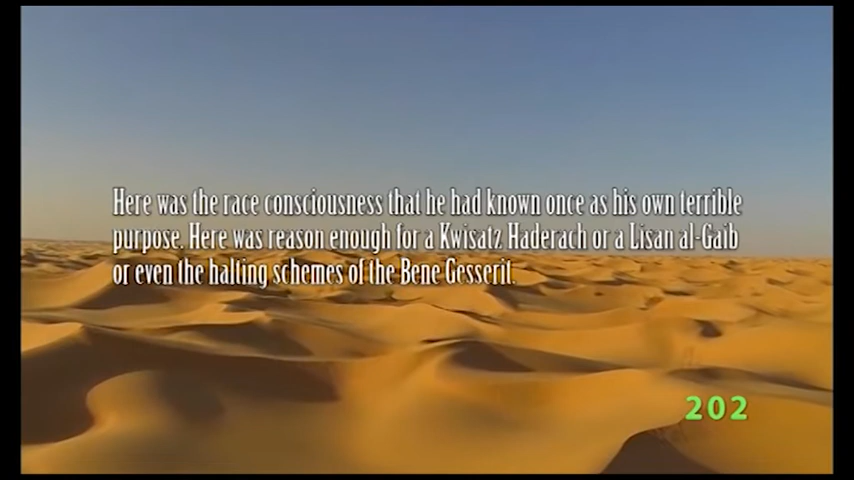 Here was the race consciousness that he had known once as his own terrible
purpose. Here was reason enough for a Kwisatz Haderach or a Lisan al-Gaib
or even the halting schemes of the Bene Gesserit.
202